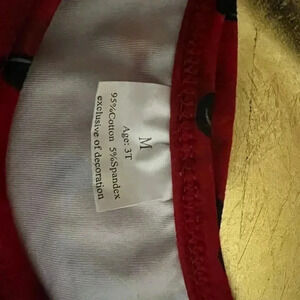 M
Age: 3T
95%Cotton 5%Spandex
exclusive of decoration